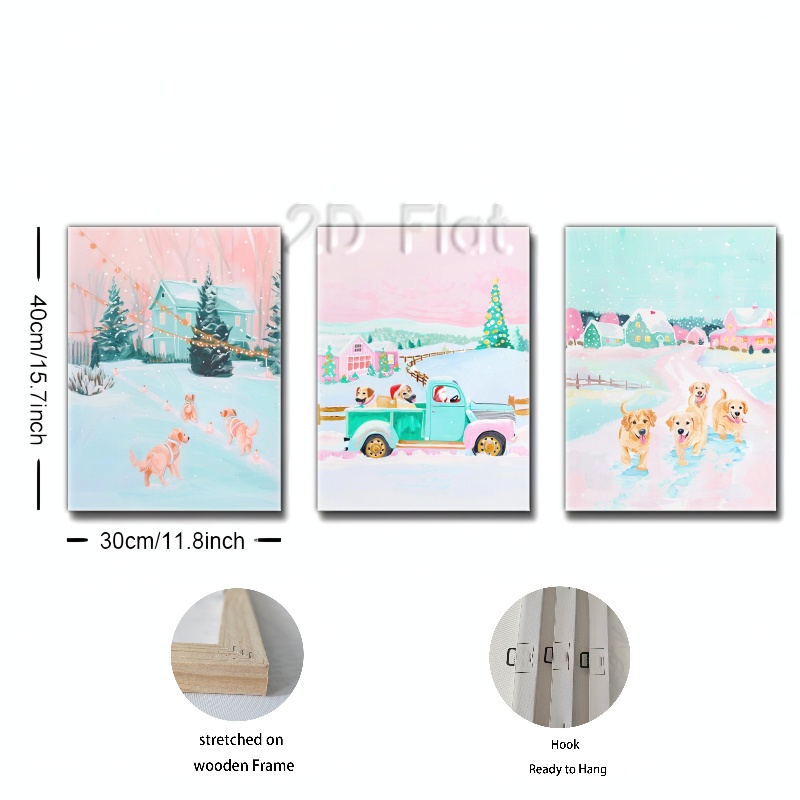 2D Flat
40cm/15.7inch
30cm/11.8inch
stretched on
wooden Frame
Hook
Ready to Hang